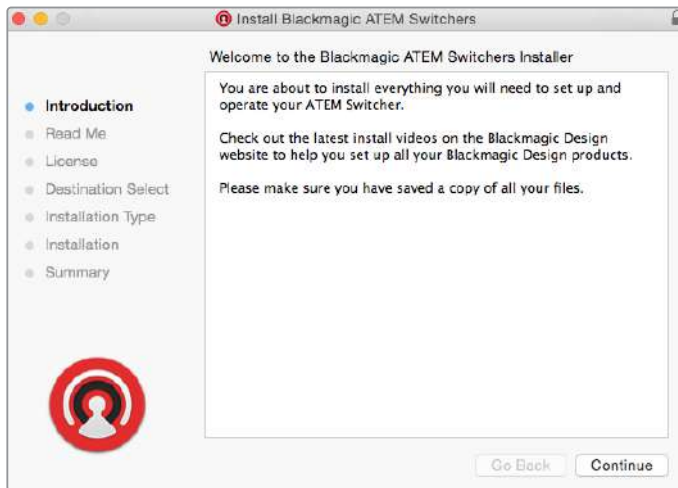 Install Blackmagic ATEM Switchers
Welcome to the Blackmagic ATEM Switchers Installer
Introduction
Read Me
License
Destination Select
Installation Type
Installation
Summary
You are about to install everything you will need to set up and
operate your ATEM Switcher.
Check out the latest install videos on the Blackmagic Design
website to help you set up all your Blackmagic Design products.
Please make sure you have saved a copy of all your files.
Go Back
Continue